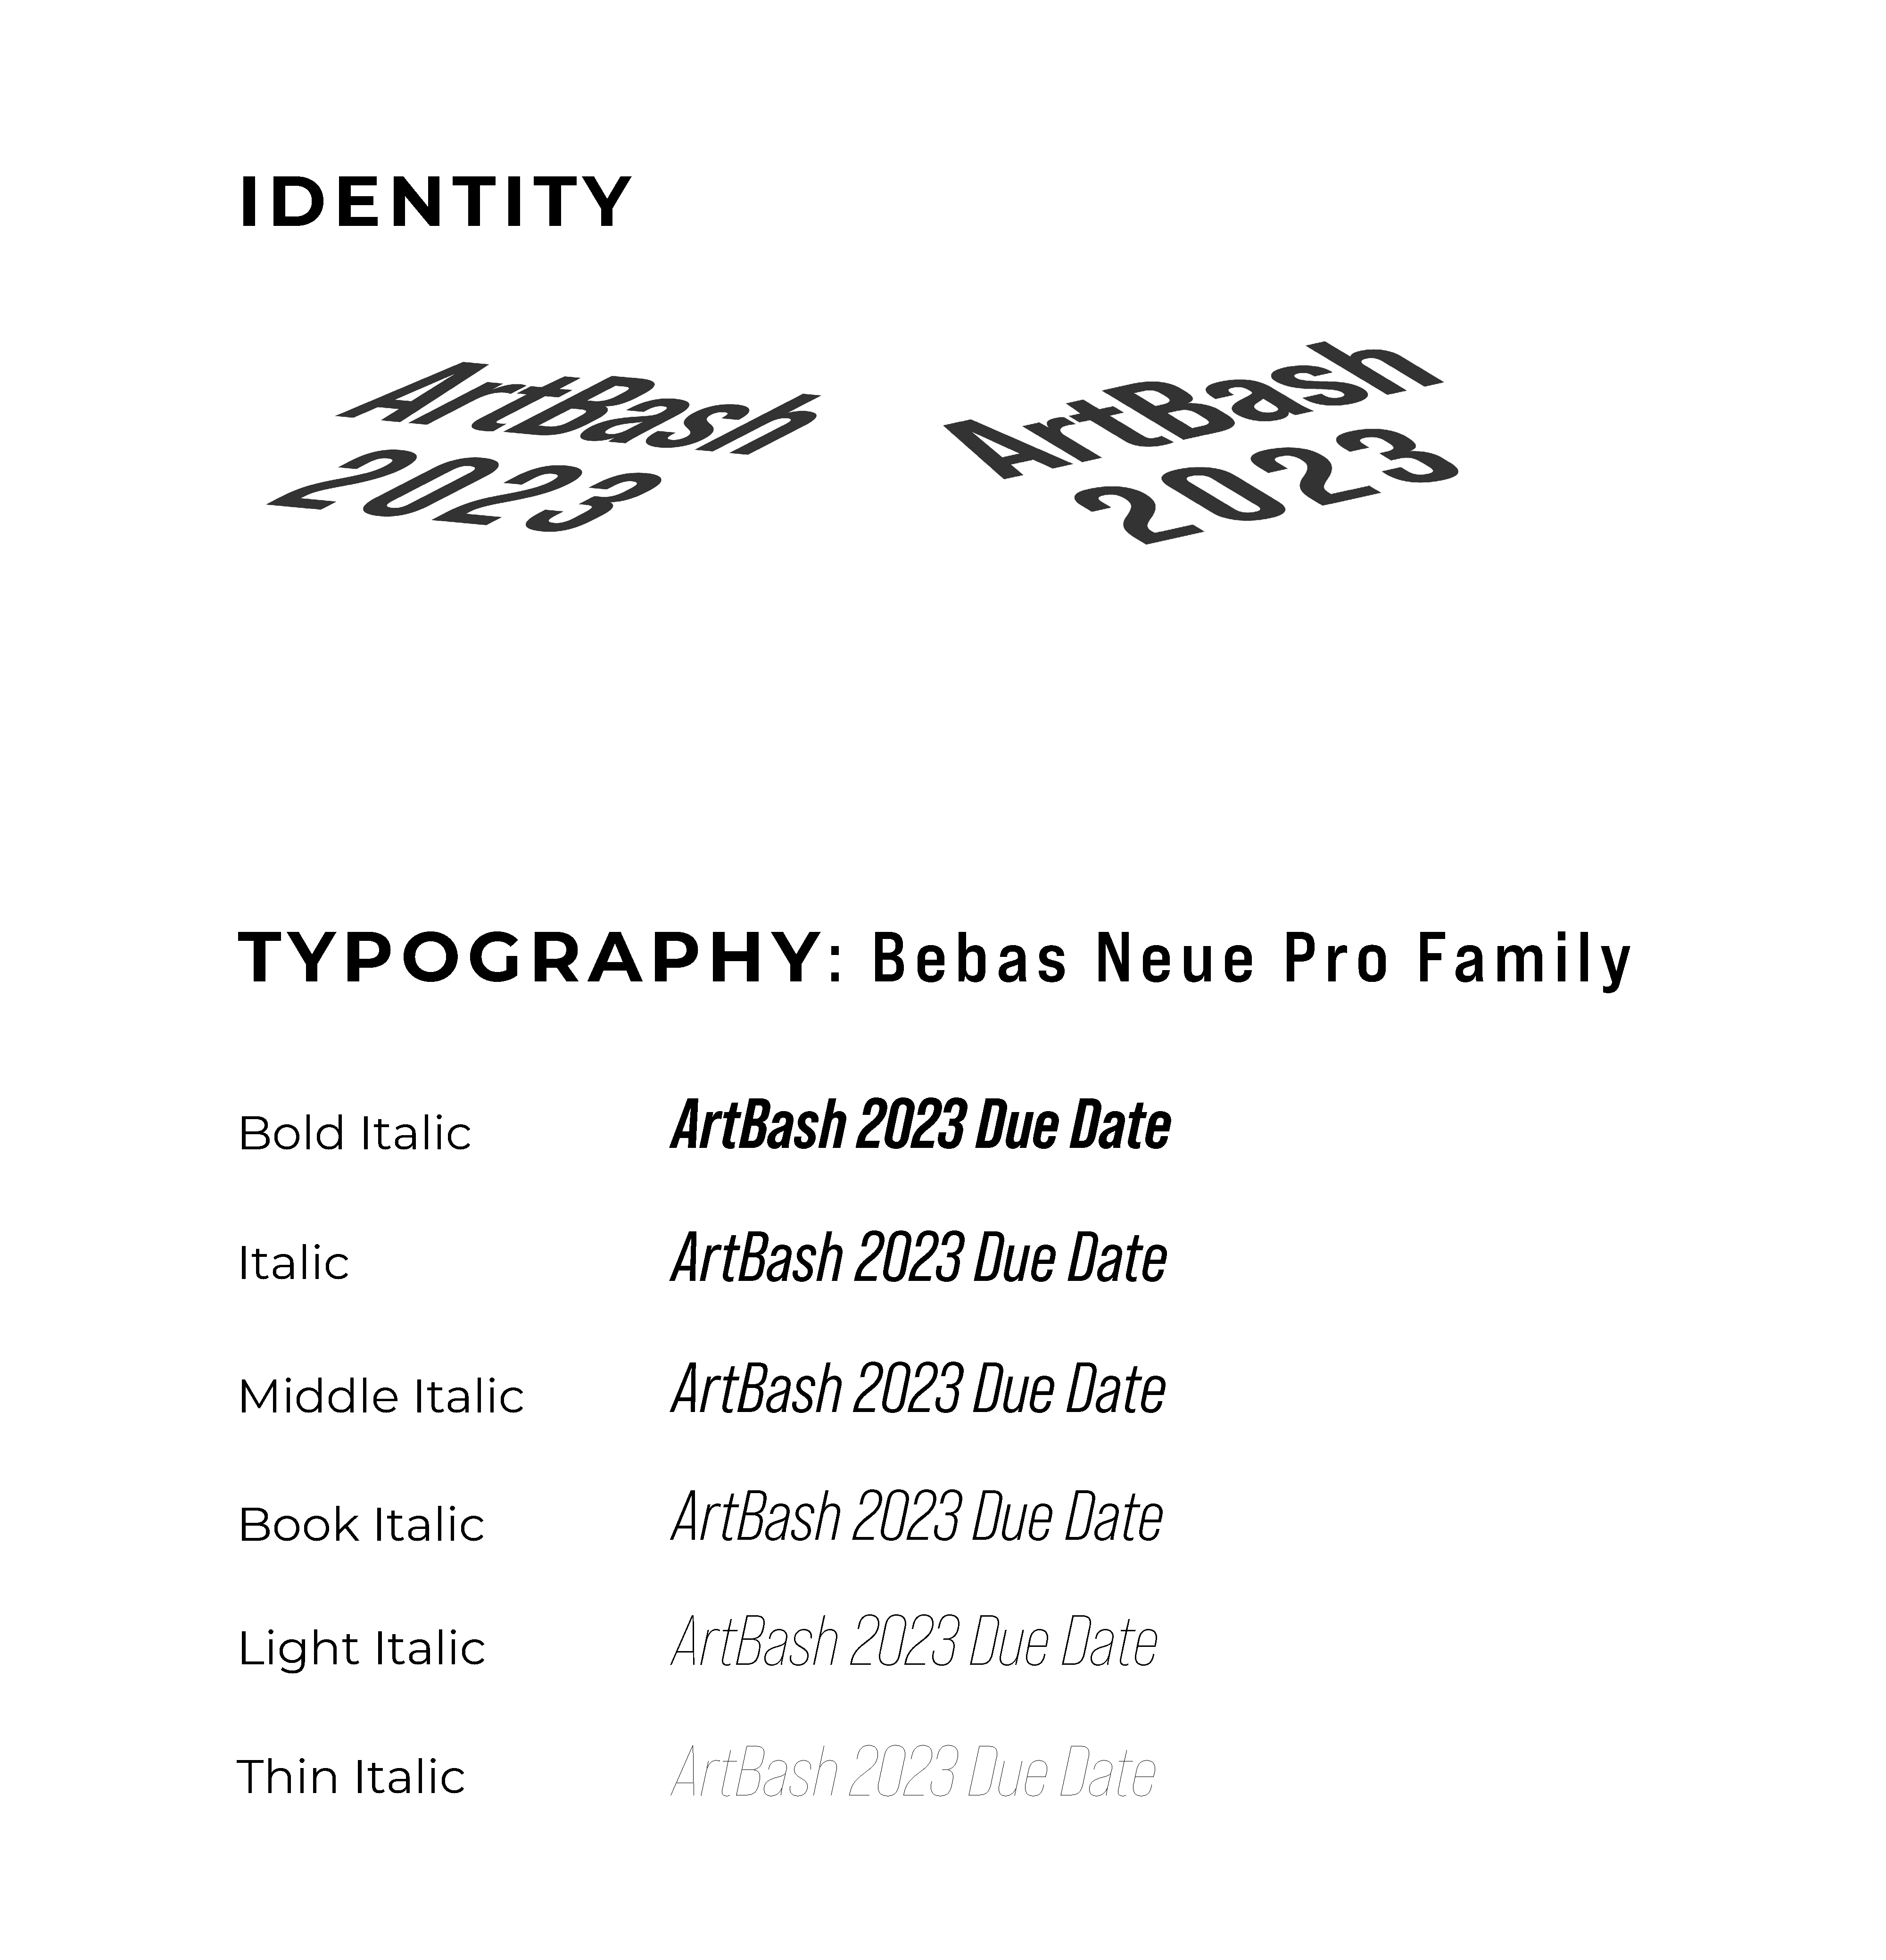 IDENTITY
ArtBash
2023
ArtBash
2023
TYPOGRAPHY: Bebas Neue Pro Family
Bold Italic ArtBash 2023 Due Date
Italic ArtBash 2023 Due Date
Middle Italic ArtBash 2023 Due Date
Book Italic ArtBash 2023 Due Date
Light Italic ArtBash 2023 Due Date
Thin Italic ArtBash 2023 Due Date